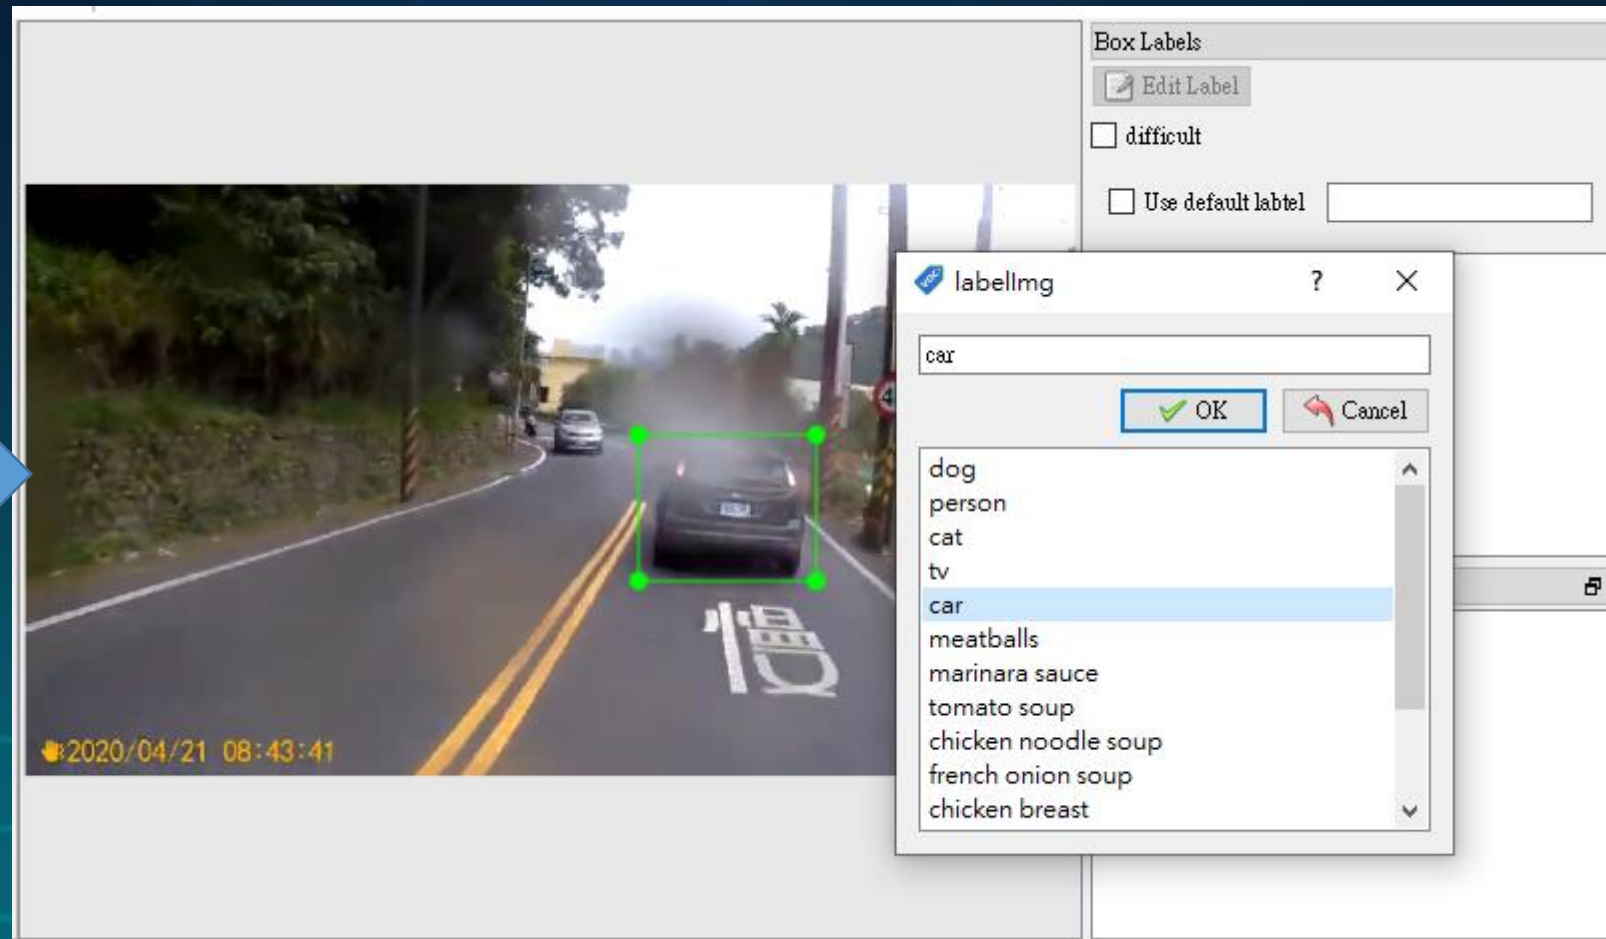 Box Labels
Edit Label
difficult
Use default labtel
labelImg
?
car
OK
Cancel
dog
person
cat
tv
car
meatballs
marinara sauce
tomato soup
chicken noodle soup
french onion soup
chicken breast
4
慢
2020/04/21 08:43:41